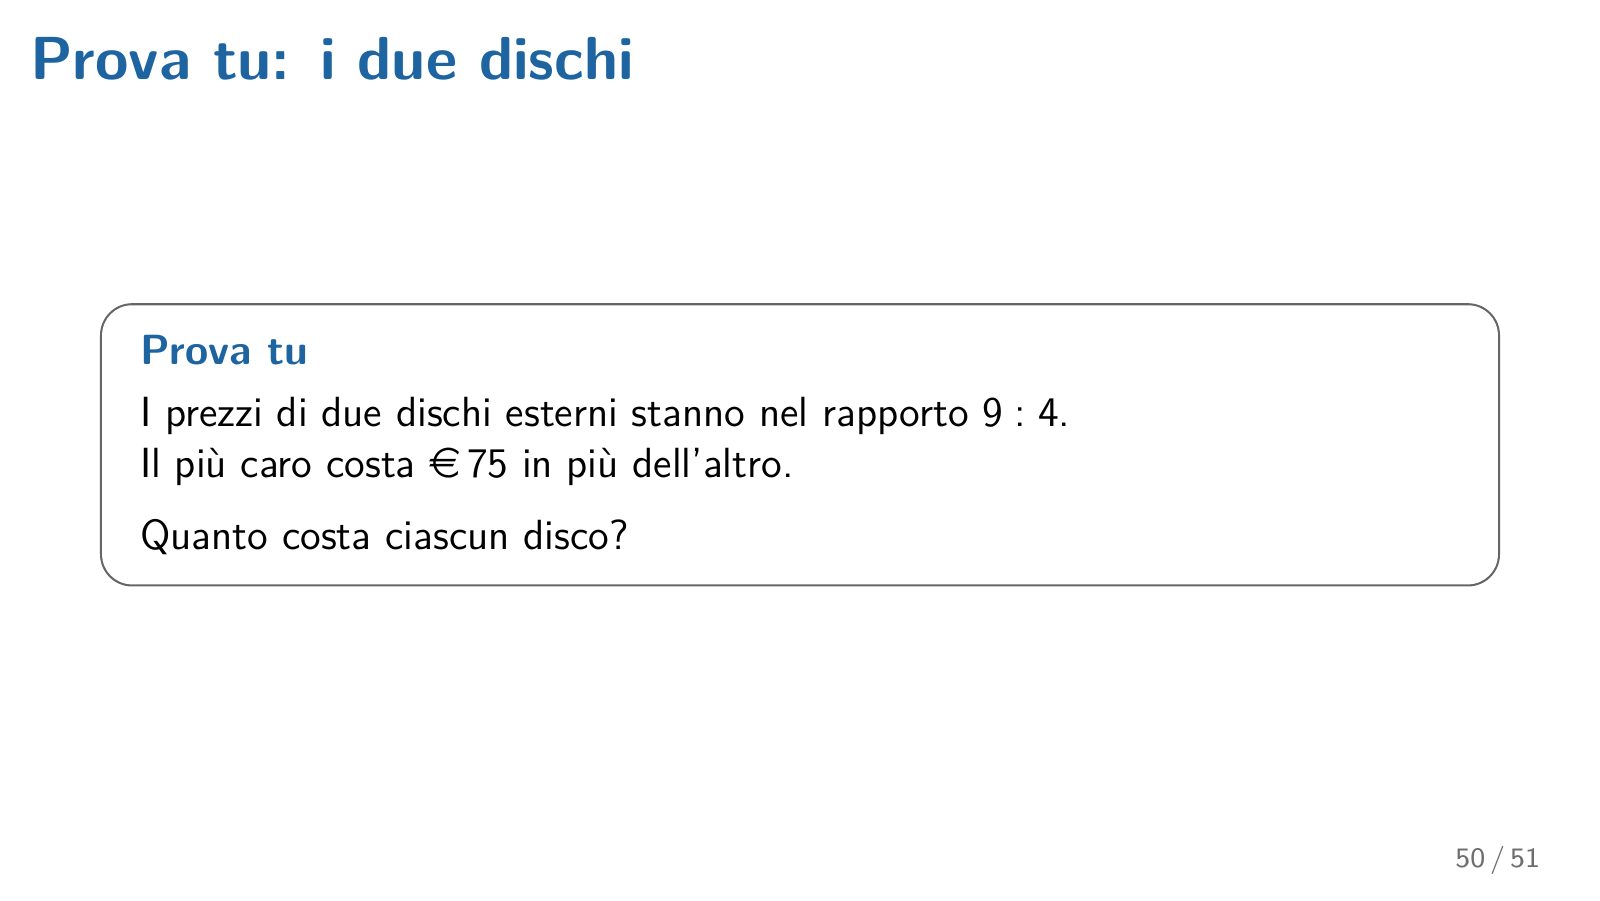 Prova tu: i due dischi
Prova tu
I prezzi di due dischi esterni stanno nel rapporto 9 : 4.
Il più caro costa €75 in più dell'altro.
Quanto costa ciascun disco?
50 / 51